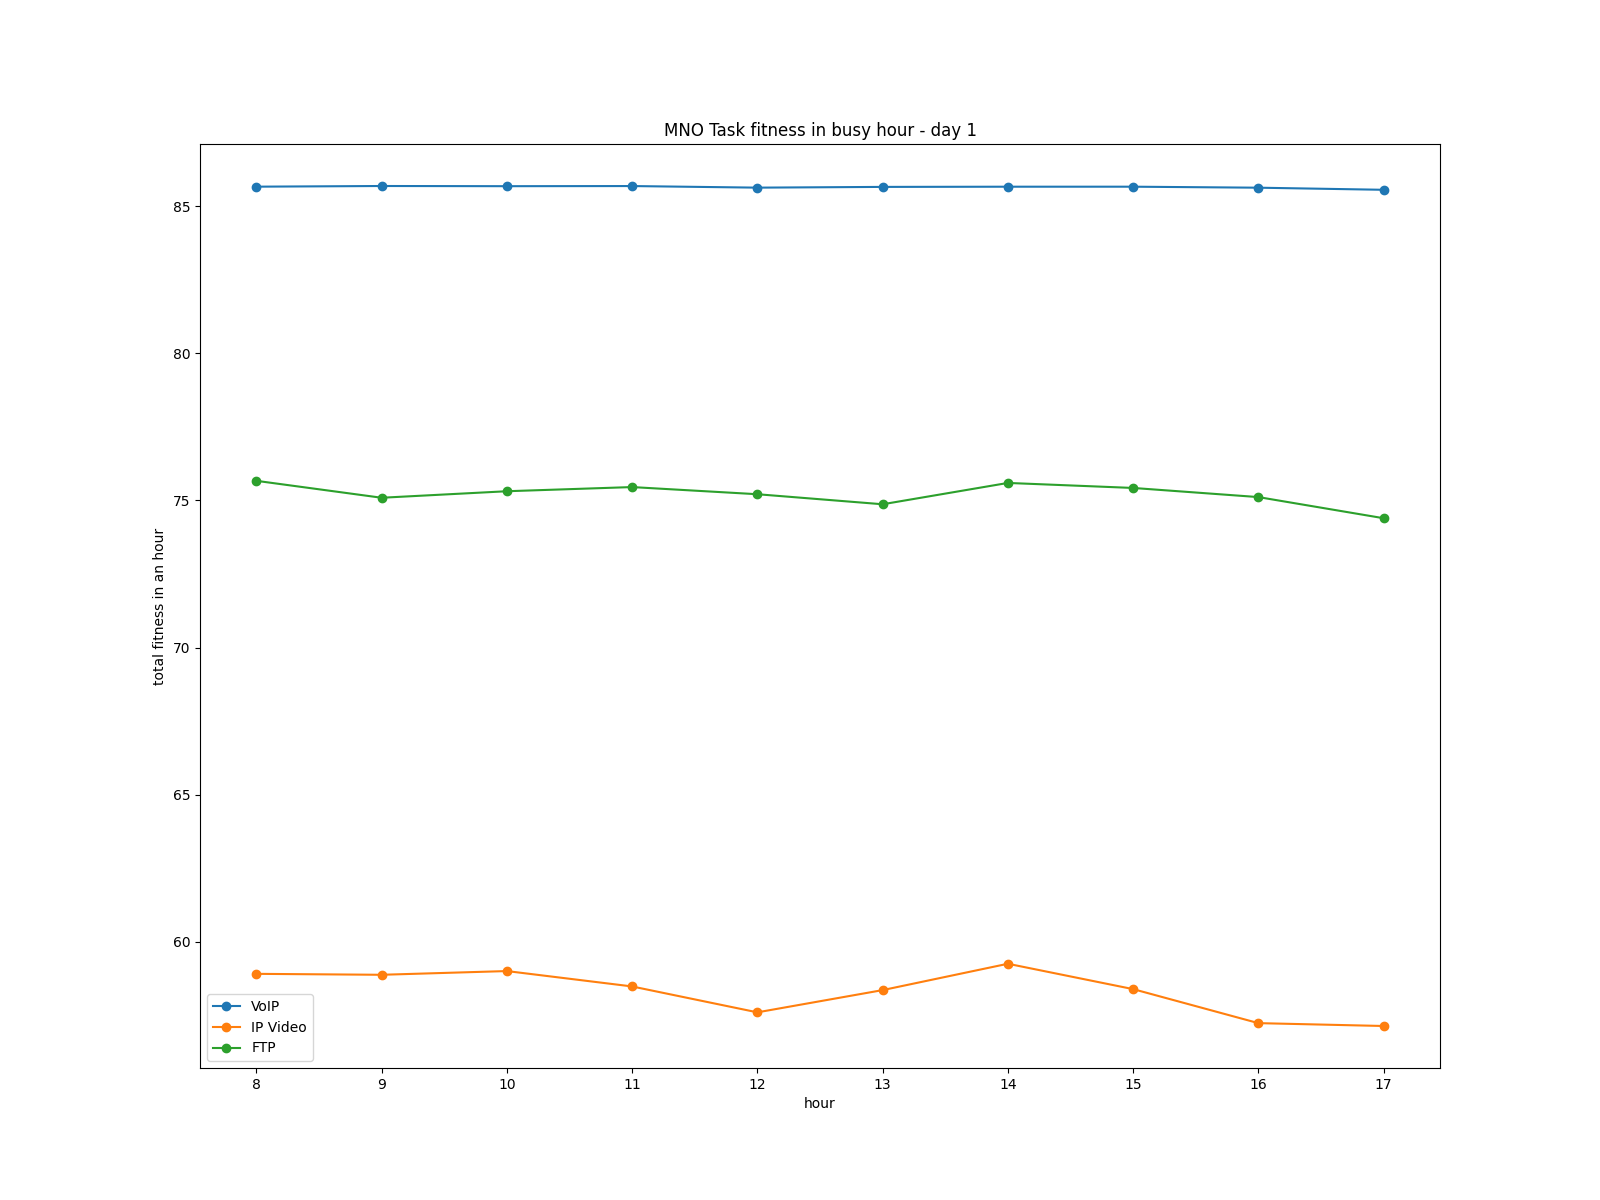 MNO Task fitness in busy hour - day 1
total fitness in an hour
85
80
75
70
65
60
VoIP
IP Video
FTP
8 9 10 11 12 13 14 15 16 17
hour